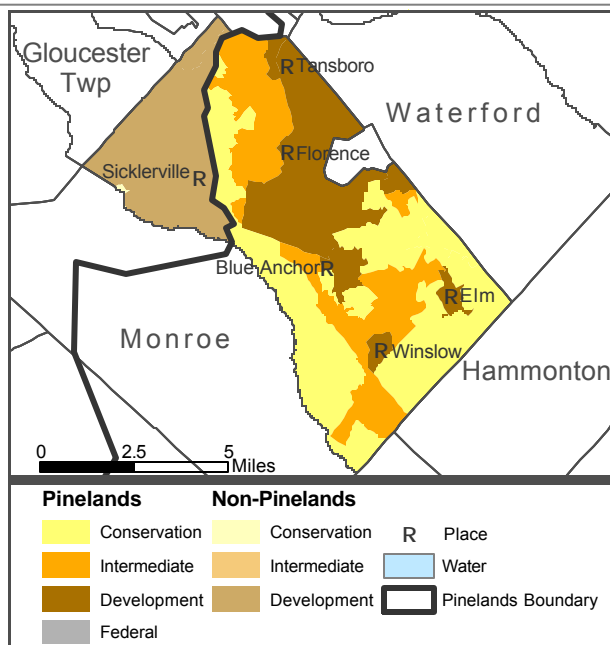 Gloucester
Twp
R Tansboro
Waterford
R Florence
Sicklerville R
Blue Anchor R
R Elm
Monroe
R Winslow
Hammonton
0 2.5 5
Miles
Pinelands Non-Pinelands
Conservation Conservation R Place
Intermediate Intermediate Water
Development Development Pinelands Boundary
Federal